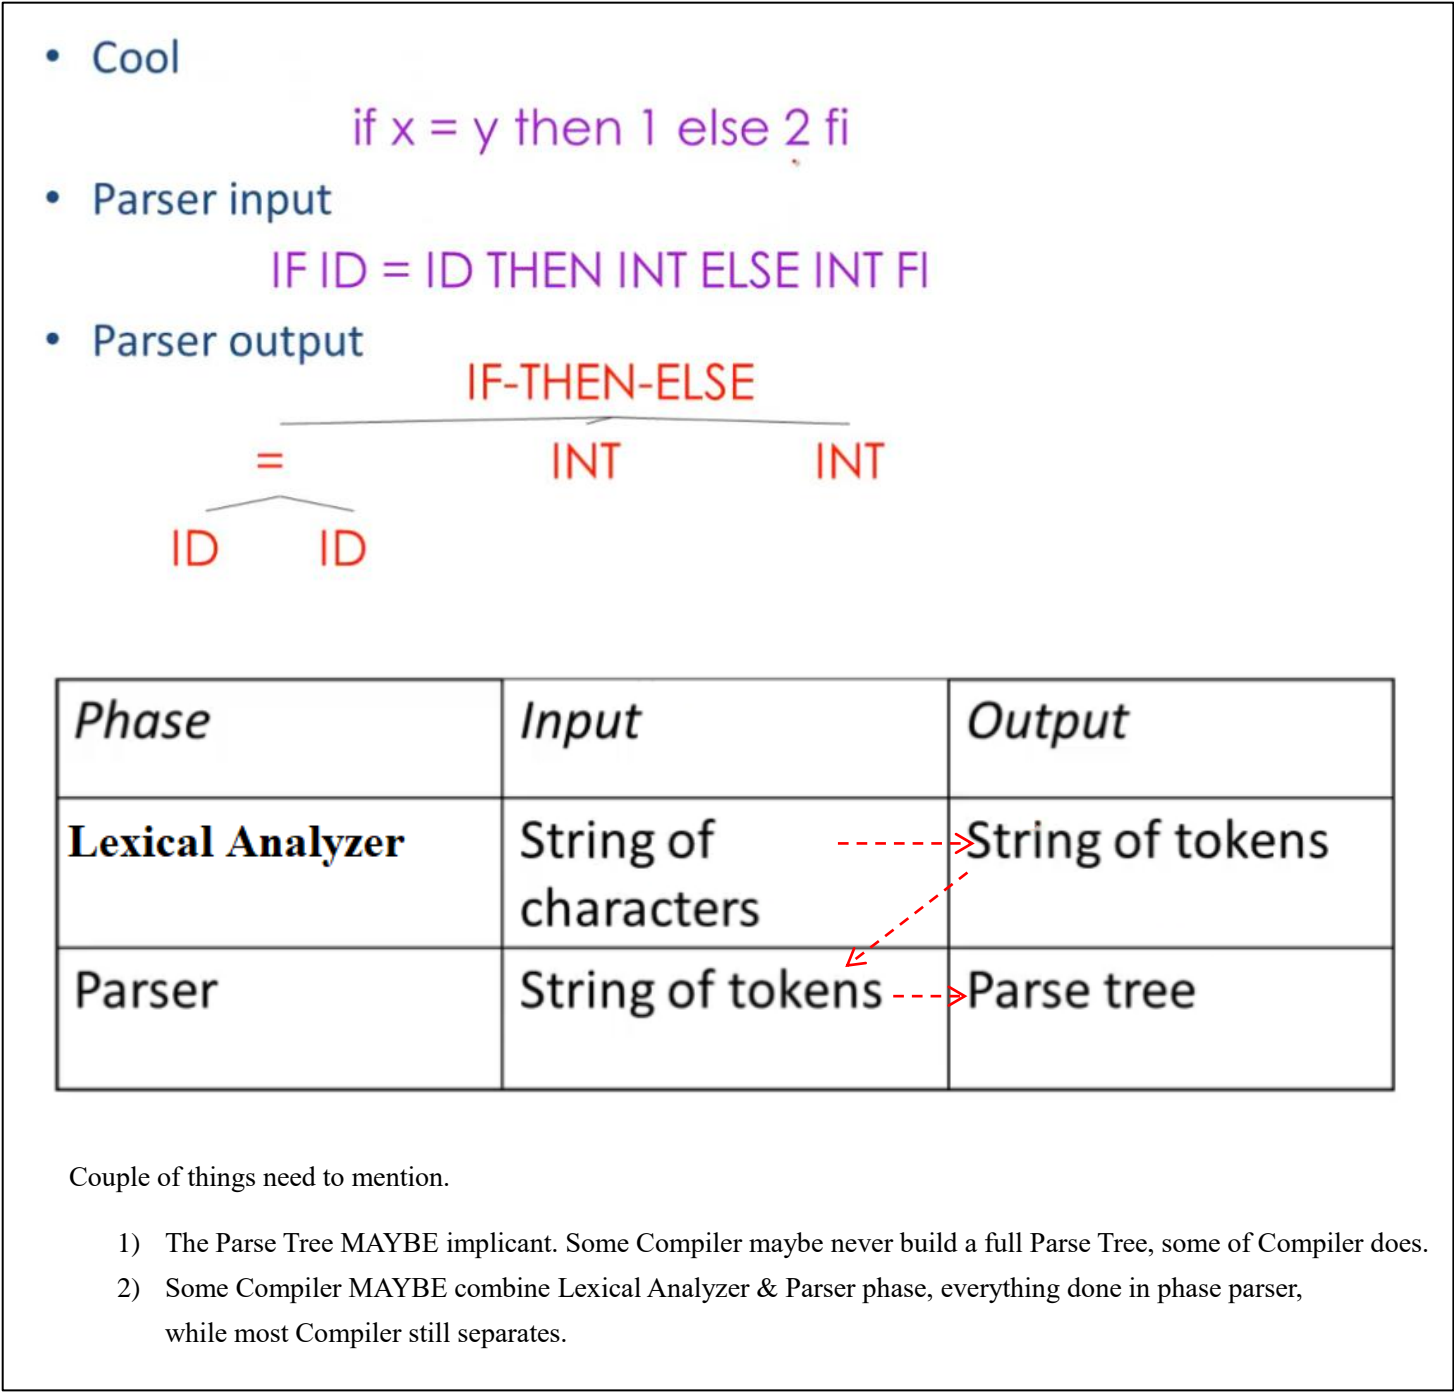 • Cool
if x = y then 1 else 2 fi
• Parser input
IF ID = ID THEN INT ELSE INT FI
• Parser output
IF-THEN-ELSE
= INT INT
ID ID
Phase Input Output
Lexical Analyzer String of String of tokens
characters
Parser String of tokens Parse tree
Couple of things need to mention.
1) The Parse Tree MAYBE implicant. Some Compiler maybe never build a full Parse Tree, some of Compiler does.
2) Some Compiler MAYBE combine Lexical Analyzer & Parser phase, everything done in phase parser,
while most Compiler still separates.